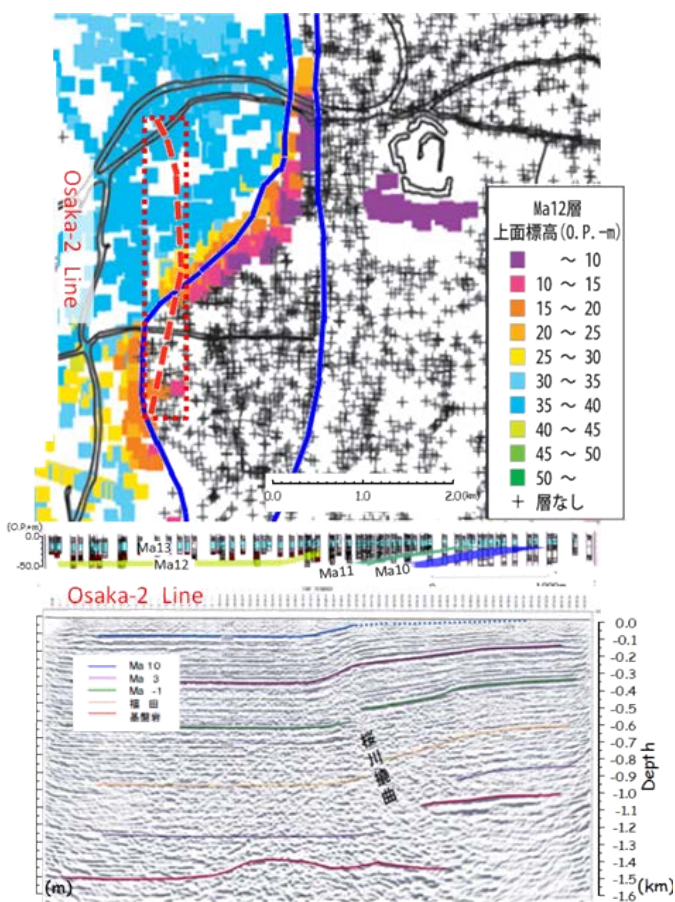 Osaka-2 Line
Ma12層
上面標高(O.P.-m)
～ 10
10 ～ 15
15 ～ 20
20 ～ 25
25 ～ 30
30 ～ 35
35 ～ 40
40 ～ 45
45 ～ 50
50 ～
+ 層なし
0.0 1.0 2.0(km)
(O.P.+m)
0.0
-50.0
Ma13
Ma12
Ma11
Ma10
1000m
Osaka-2 Line
Ma 10
Ma 3
Ma -1
福田
基盤岩
桜川撓曲
0.0
-0.1
-0.2
-0.3
-0.4
-0.5
-0.6
-0.7
-0.8
-0.9
-1.0
-1.1
-1.2
-1.3
-1.4
-1.5
-1.6
Depth
(m)
(km)